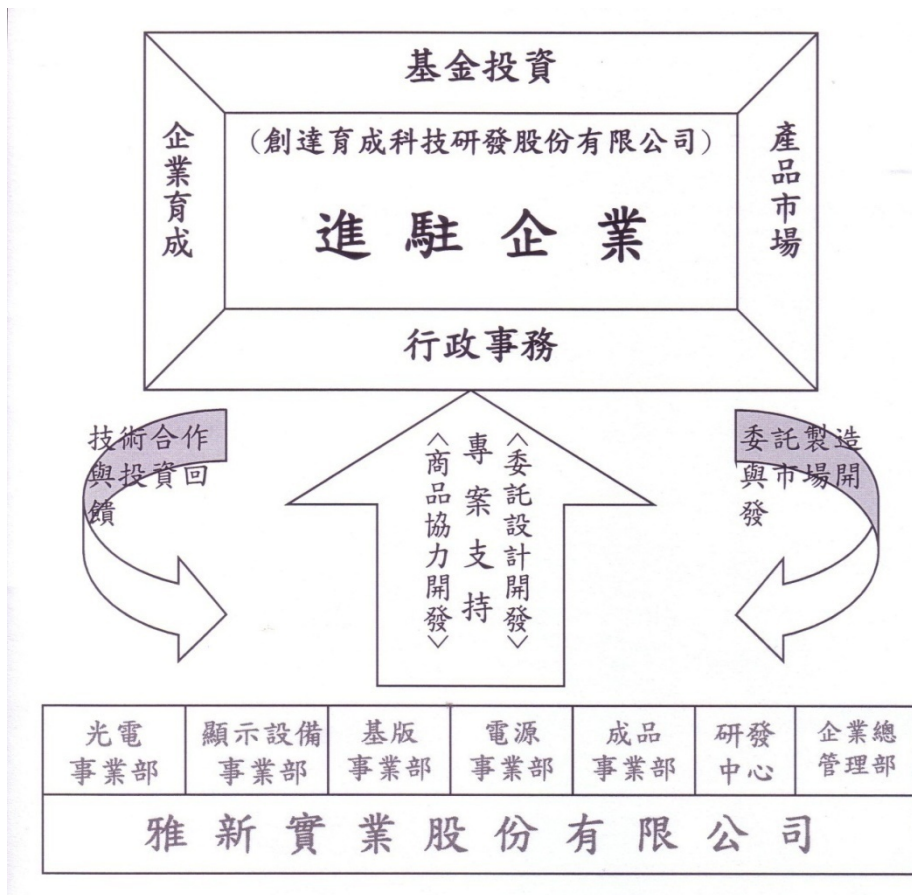 基金投資
企業育成
(創達育成科技研發股份有限公司)
進駐企業
產品市場
行政事務
技術合作
與投資回
饋
〈委託設計開發〉
專案支持
〈商品協力開發〉
委託製造
與市場開
發
光電
事業部
顯示設備
事業部
基版
事業部
電源
事業部
成品
事業部
研發
中心
企業總
管理部
雅新實業股份有限公司